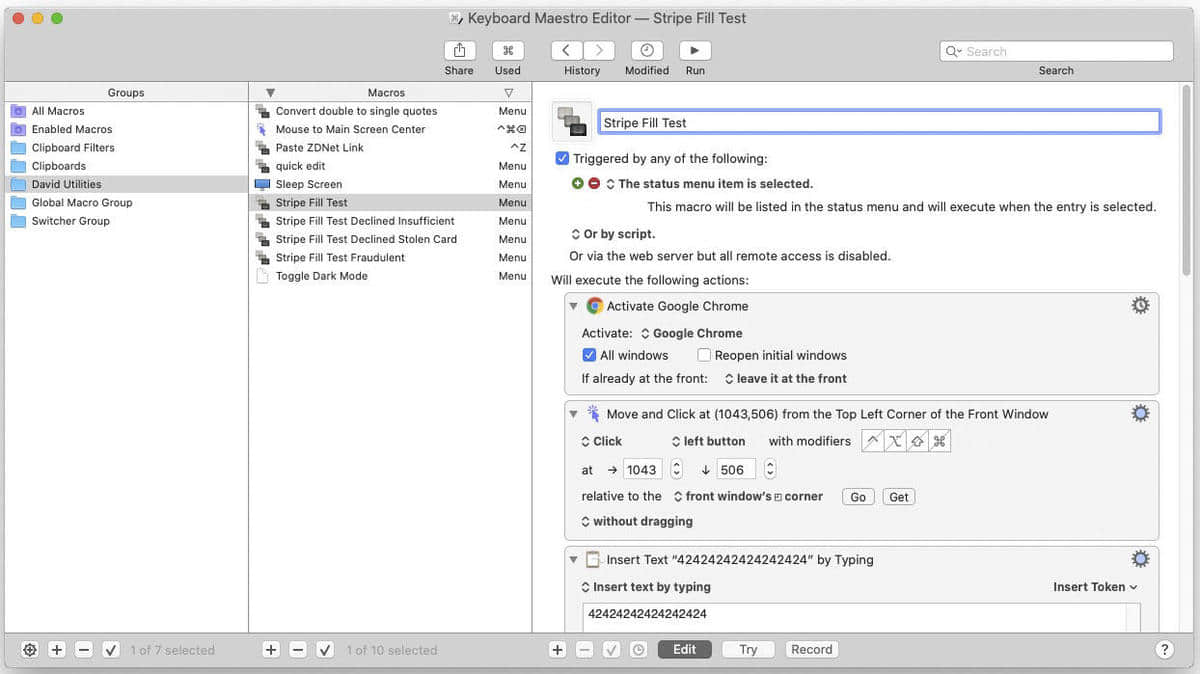 Keyboard Maestro Editor — Stripe Fill Test
Share Used History Modified Run Search
Search
Groups
All Macros
Enabled Macros
Clipboard Filters
Clipboards
David Utilities
Global Macro Group
Switcher Group
Macros
Convert double to single quotes Menu
Mouse to Main Screen Center ^⌘⌫
Paste ZDNet Link ^Z
quick edit Menu
Sleep Screen Menu
Stripe Fill Test Menu
Stripe Fill Test Declined Insufficient Menu
Stripe Fill Test Declined Stolen Card Menu
Stripe Fill Test Fraudulent Menu
Toggle Dark Mode Menu
Stripe Fill Test
Triggered by any of the following:
The status menu item is selected.
This macro will be listed in the status menu and will execute when the entry is selected.
Or by script.
Or via the web server but all remote access is disabled.
Will execute the following actions:
Activate Google Chrome
Activate: Google Chrome
All windows Reopen initial windows
If already at the front: leave it at the front
Move and Click at (1043,506) from the Top Left Corner of the Front Window
Click left button with modifiers ^ ⌥ ⇧ ⌘
at → 1043 ↓ 506
relative to the front window's corner Go Get
without dragging
Insert Text “42424242424242424” by Typing
Insert text by typing Insert Token
42424242424242424
1 of 7 selected
1 of 10 selected
Edit Try Record ?